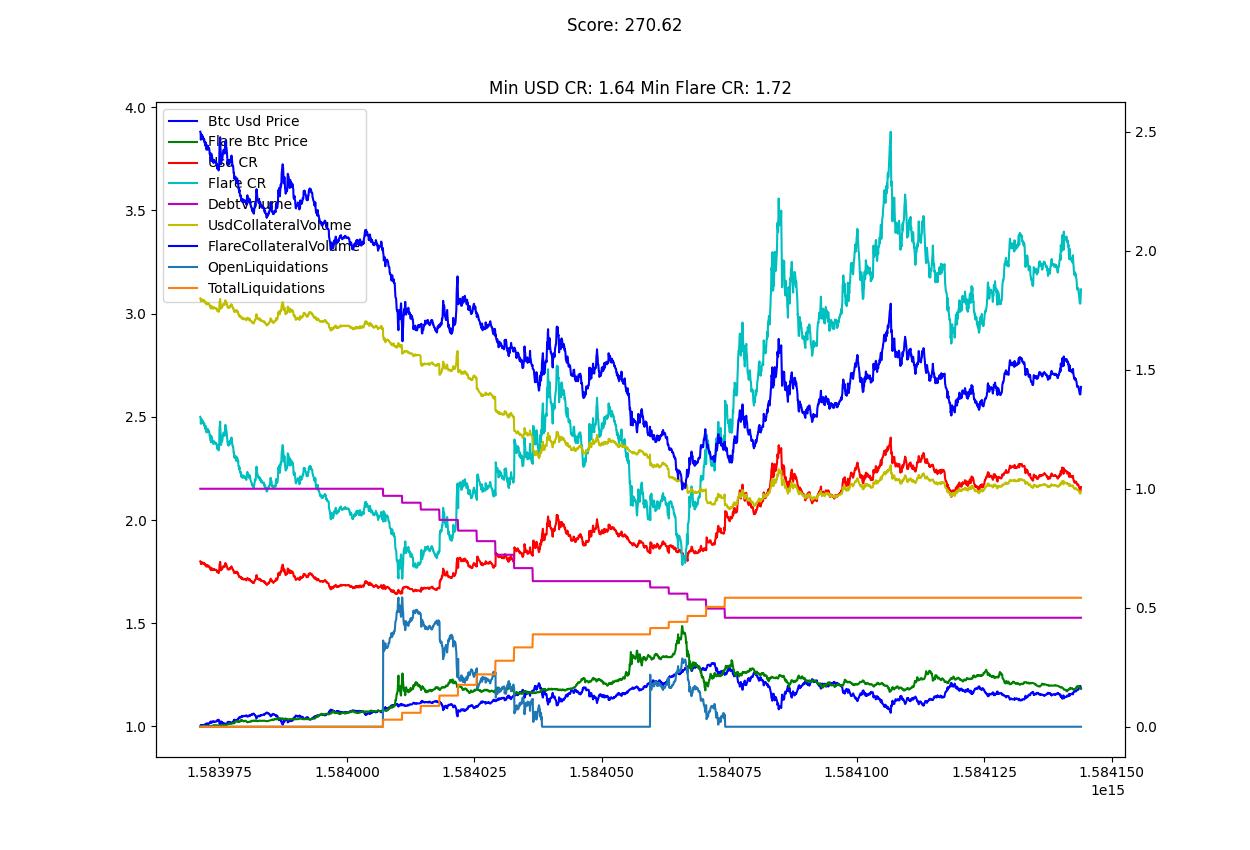 Score: 270.62
Min USD CR: 1.64 Min Flare CR: 1.72
4.0
3.5
3.0
2.5
2.0
1.5
1.0
Btc Usd Price
Flare Btc Price
Usd CR
Flare CR
DebtVolume
UsdCollateralVolume
FlareCollateralVolume
OpenLiquidations
TotalLiquidations
2.5
2.0
1.5
1.0
0.5
0.0
1.583975 1.584000 1.584025 1.584050 1.584075 1.584100 1.584125 1.584150
1e15